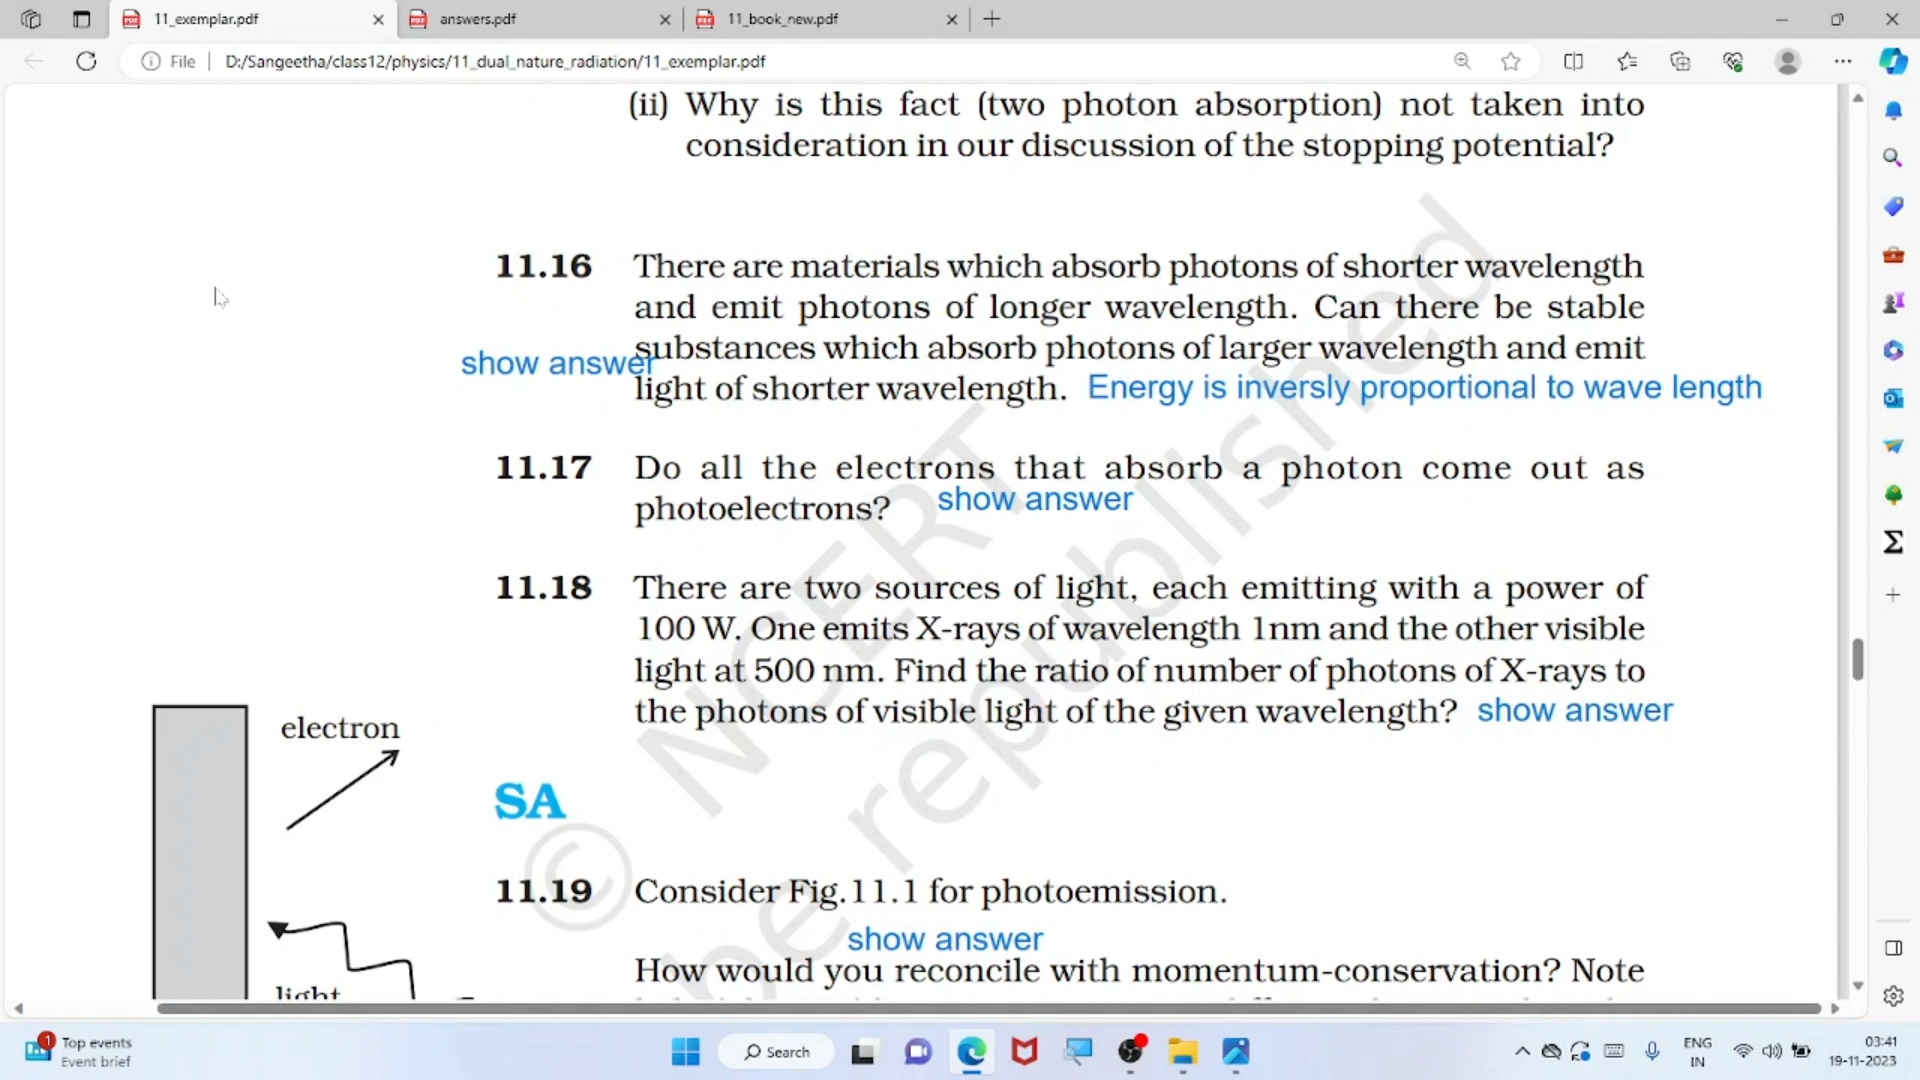 11_exemplar.pdf
answers.pdf
11_book_new.pdf
File
D:/Sangeetha/class12/physics/11_dual_nature_radiation/11_exemplar.pdf
(ii) Why is this fact (two photon absorption) not taken into
consideration in our discussion of the stopping potential?
11.16 There are materials which absorb photons of shorter wavelength
and emit photons of longer wavelength. Can there be stable
substances which absorb photons of larger wavelength and emit
show answer
light of shorter wavelength. Energy is inversly proportional to wave length
11.17 Do all the electrons that absorb a photon come out as
photoelectrons? show answer
11.18 There are two sources of light, each emitting with a power of
100 W. One emits X-rays of wavelength 1nm and the other visible
light at 500 nm. Find the ratio of number of photons of X-rays to
the photons of visible light of the given wavelength? show answer
electron
SA
11.19 Consider Fig.11.1 for photoemission.
show answer
How would you reconcile with momentum-conservation? Note
light
© NCERT
be republished
Top events
Event brief
1
Search
ENG
IN
03:41
19-11-2023